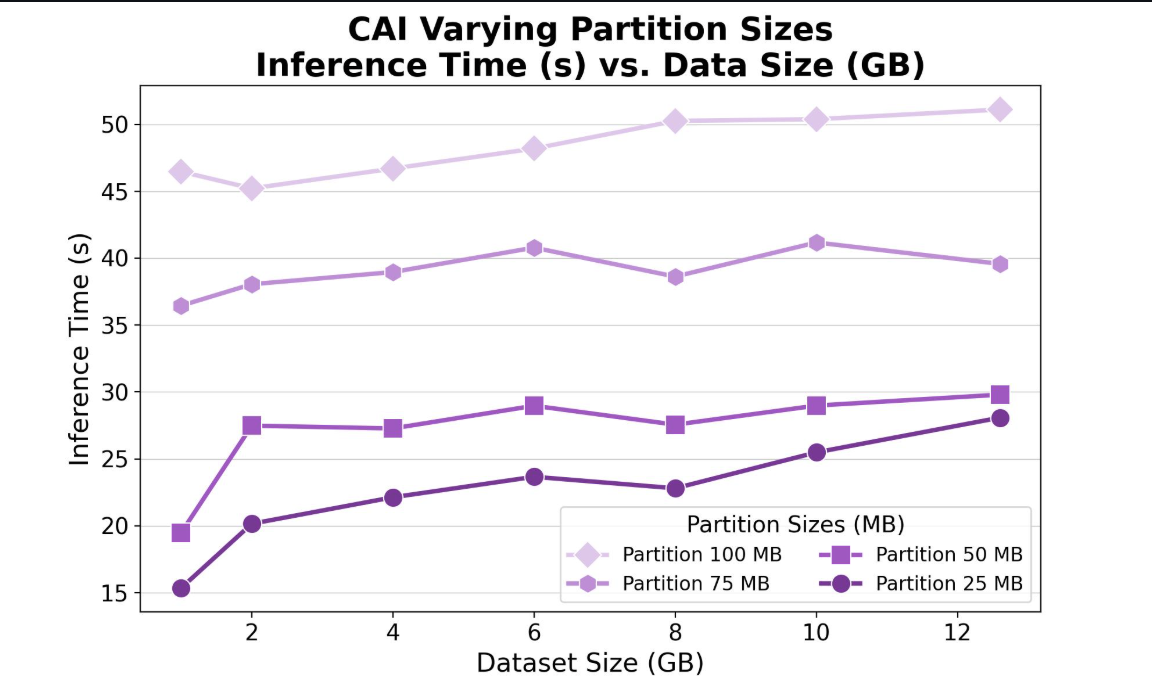 CAI Varying Partition Sizes
Inference Time (s) vs. Data Size (GB)
Inference Time (s)
50
45
40
35
30
25
20
15
Partition Sizes (MB)
Partition 100 MB
Partition 50 MB
Partition 75 MB
Partition 25 MB
2
4
6
8
10
12
Dataset Size (GB)